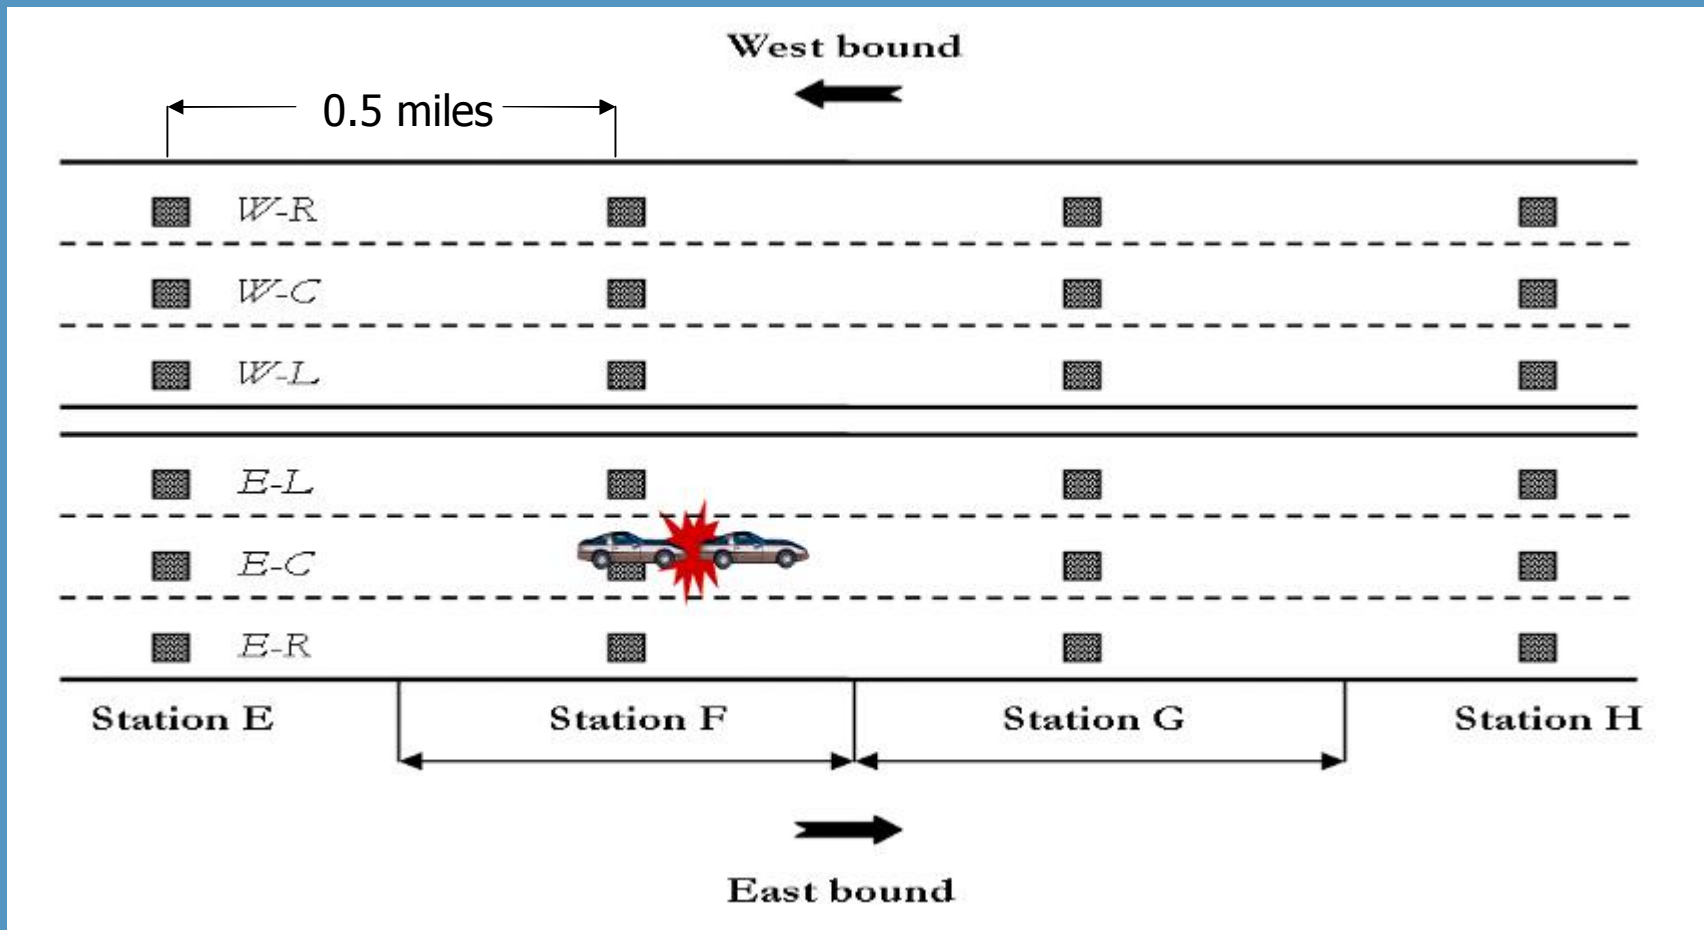 West bound
0.5 miles
W-R
W-C
W-L
E-L
E-C
E-R
Station E Station F Station G Station H
East bound